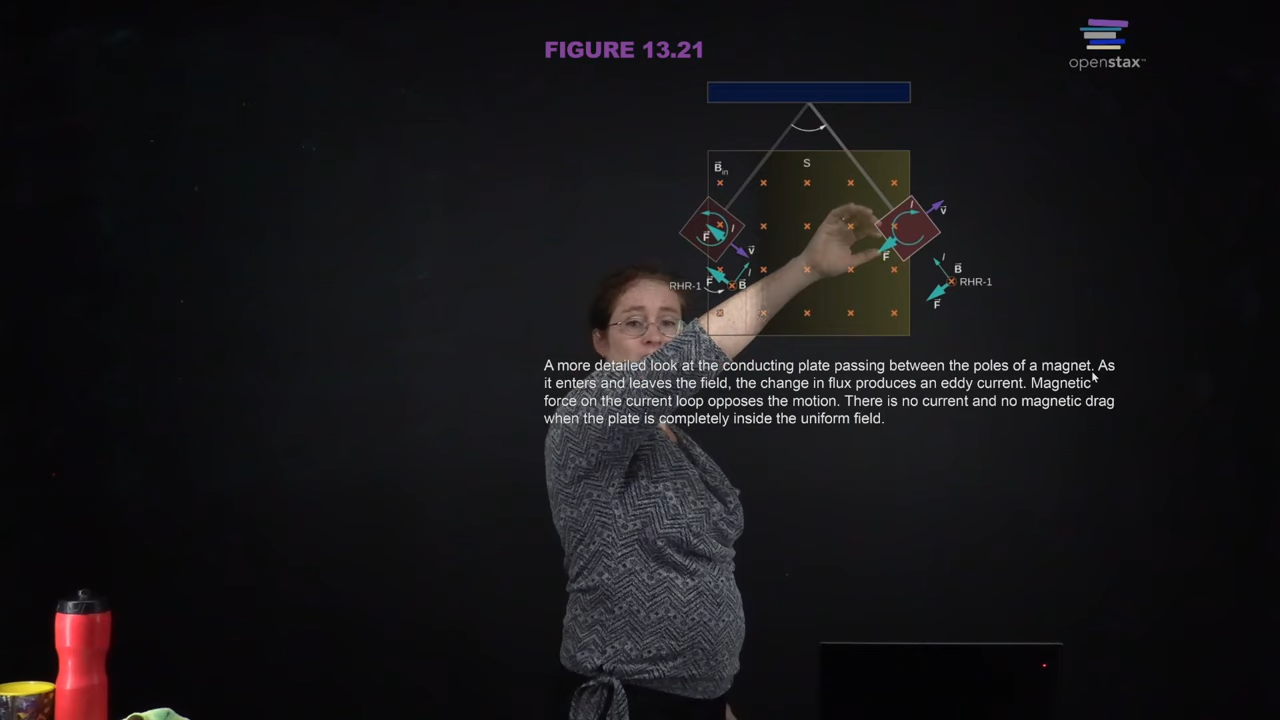 FIGURE 13.21
openstax™
S
B⃗in
I
F⃗
v⃗
I
F⃗
B⃗
RHR-1
I
v⃗
F⃗
I
B⃗
RHR-1
F⃗
A more detailed look at the conducting plate passing between the poles of a magnet. As
it enters and leaves the field, the change in flux produces an eddy current. Magnetic
force on the current loop opposes the motion. There is no current and no magnetic drag
when the plate is completely inside the uniform field.